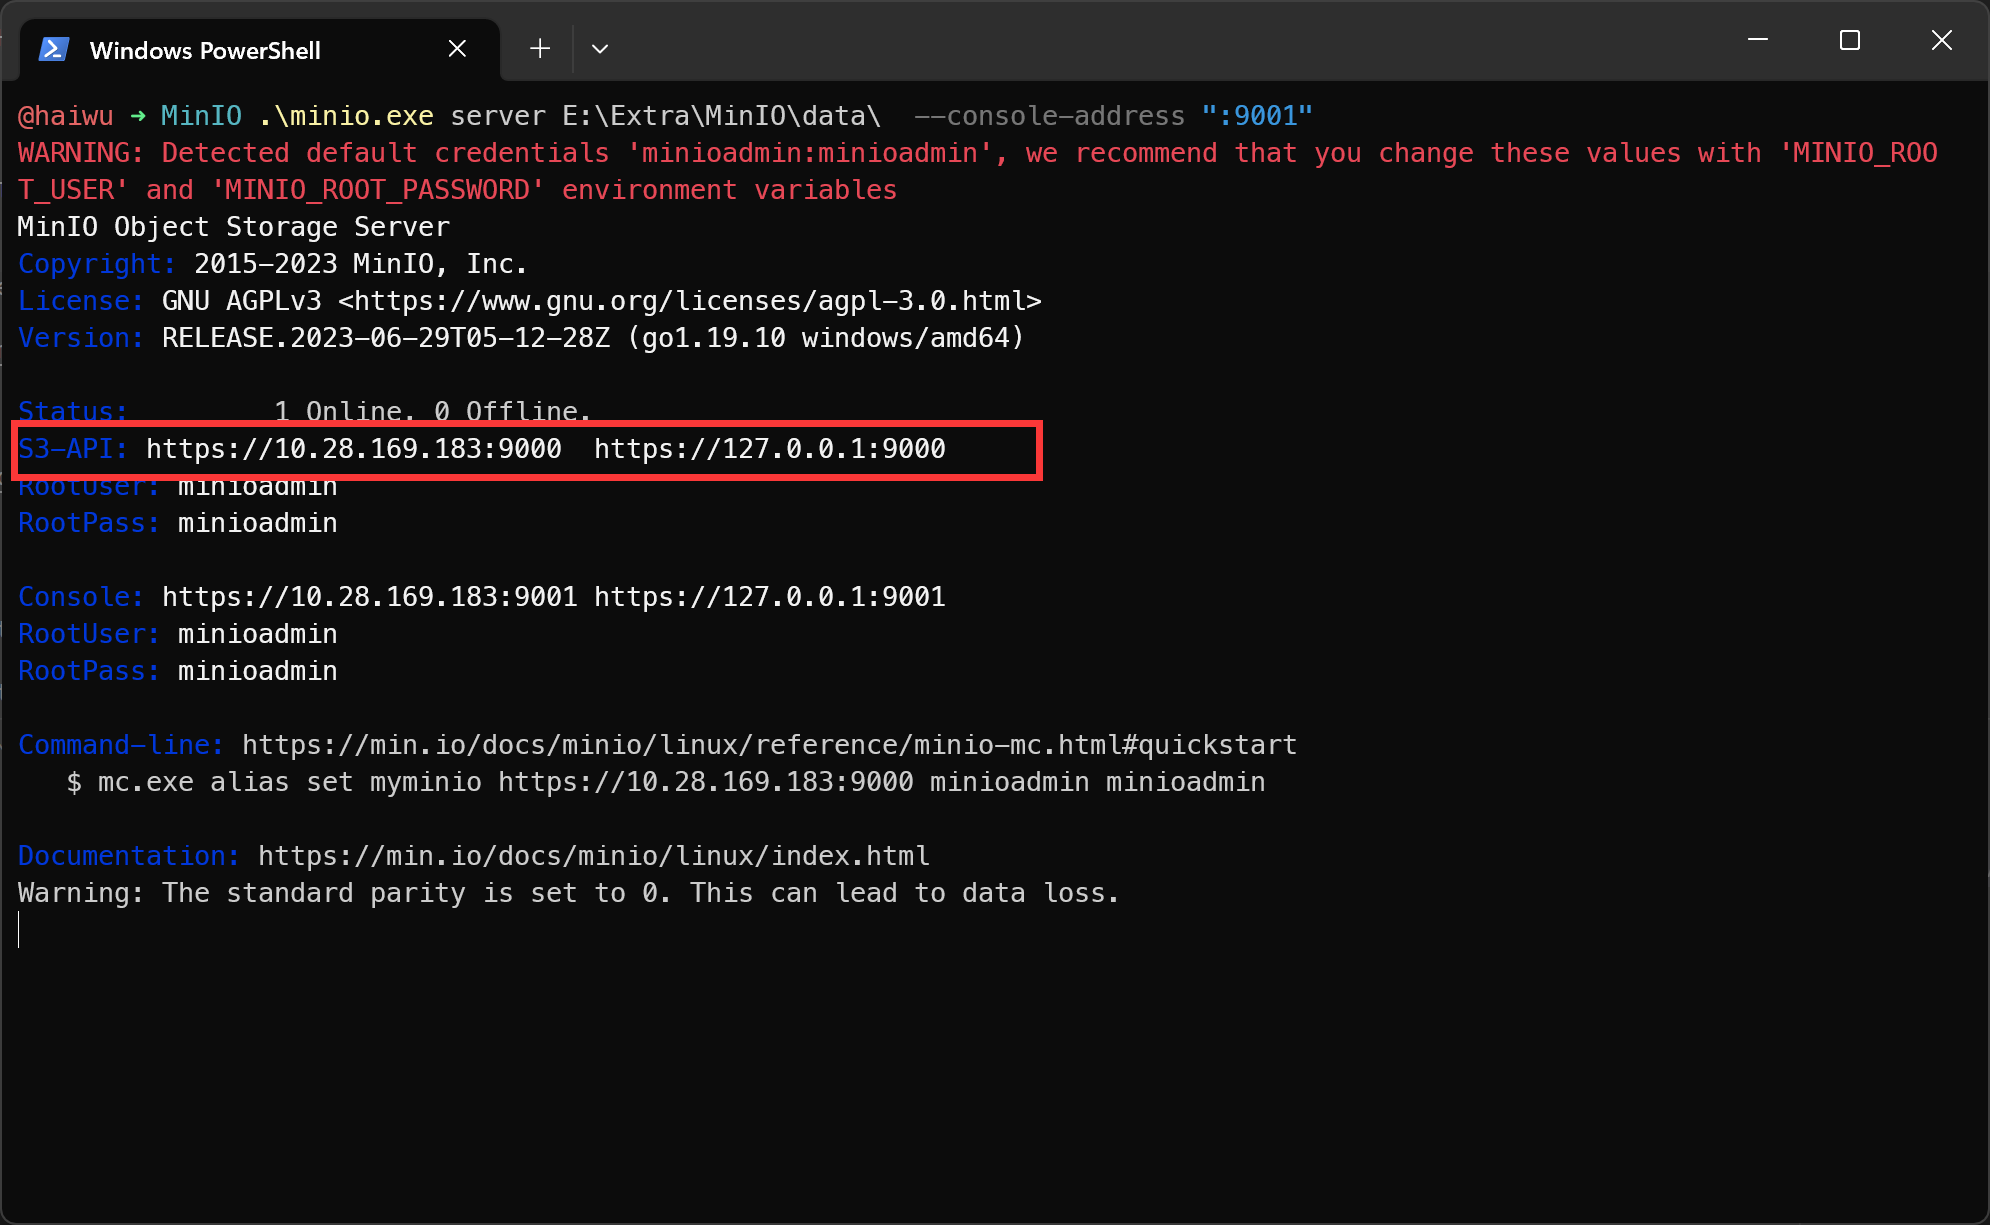 Windows PowerShell
@haiwu ➜ MinIO .\minio.exe server E:\Extra\MinIO\data\  --console-address ":9001"
WARNING: Detected default credentials 'minioadmin:minioadmin', we recommend that you change these values with 'MINIO_ROO
T_USER' and 'MINIO_ROOT_PASSWORD' environment variables
MinIO Object Storage Server
Copyright: 2015-2023 MinIO, Inc.
License: GNU AGPLv3 <https://www.gnu.org/licenses/agpl-3.0.html>
Version: RELEASE.2023-06-29T05-12-28Z (go1.19.10 windows/amd64)
Status:         1 Online, 0 Offline.
S3-API: https://10.28.169.183:9000  https://127.0.0.1:9000
RootUser: minioadmin
RootPass: minioadmin
Console: https://10.28.169.183:9001 https://127.0.0.1:9001
RootUser: minioadmin
RootPass: minioadmin
Command-line: https://min.io/docs/minio/linux/reference/minio-mc.html#quickstart
   $ mc.exe alias set myminio https://10.28.169.183:9000 minioadmin minioadmin
Documentation: https://min.io/docs/minio/linux/index.html
Warning: The standard parity is set to 0. This can lead to data loss.